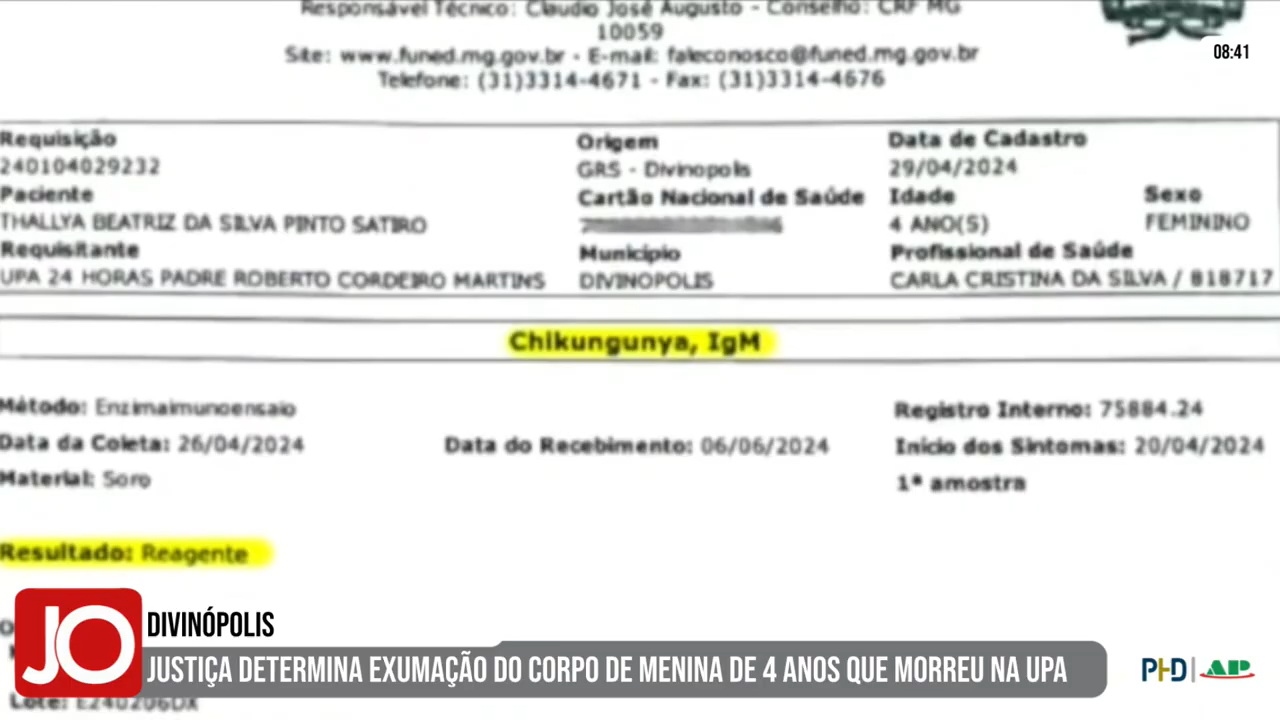 Responsável Técnico: Claudio José Augusto - Conselho: CRF MG
10059
Site: www.funed.mg.gov.br - E-mail: faleconosco@funed.mg.gov.br
Telefone: (31)3314-4671 - Fax: (31)3314-4676
08:41
Requisição Origem Data de Cadastro
240104029232 GRS - Divinopolis 29/04/2024
Paciente Cartão Nacional de Saúde Idade Sexo
THALLYA BEATRIZ DA SILVA PINTO SATIRO 4 ANO(S) FEMININO
Requisitante Município Profissional de Saúde
UPA 24 HORAS PADRE ROBERTO CORDEIRO MARTINS DIVINOPOLIS CARLA CRISTINA DA SILVA / 818717
Chikungunya, IgM
Método: Enzimaimunoensaio Registro Interno: 75884.24
Data da Coleta: 26/04/2024 Data do Recebimento: 06/06/2024 Início dos Sintomas: 20/04/2024
Material: Soro 1ª amostra
Resultado: Reagente
JO
DIVINÓPOLIS
JUSTIÇA DETERMINA EXUMAÇÃO DO CORPO DE MENINA DE 4 ANOS QUE MORREU NA UPA
PHD | AP
Lote: E240206DX